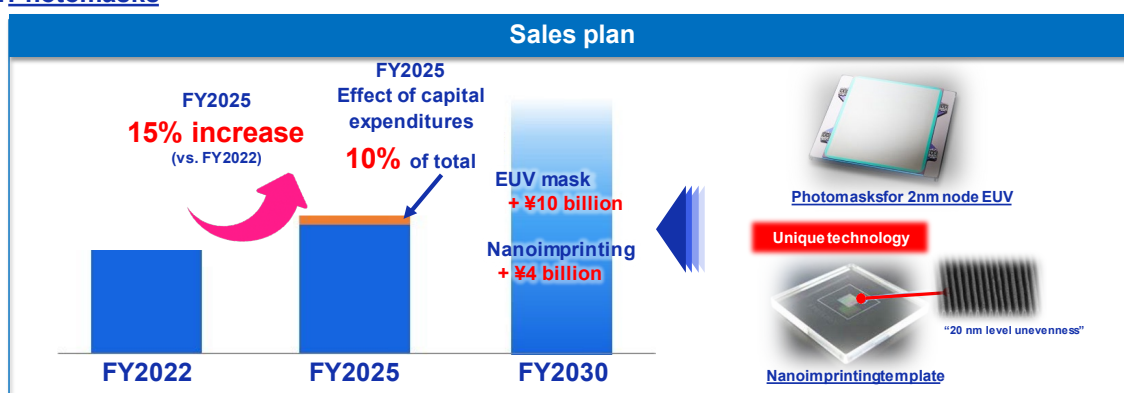 Photomasks
Sales plan
FY2025
15% increase
(vs. FY2022)
FY2025
Effect of capital
expenditures
10% of total
EUV mask
+ ¥10 billion
Nanoimprinting
+ ¥4 billion
FY2022
FY2025
FY2030
Photomasksfor 2nm node EUV
Unique technology
“20 nm level unevenness”
Nanoimprintingtemplate